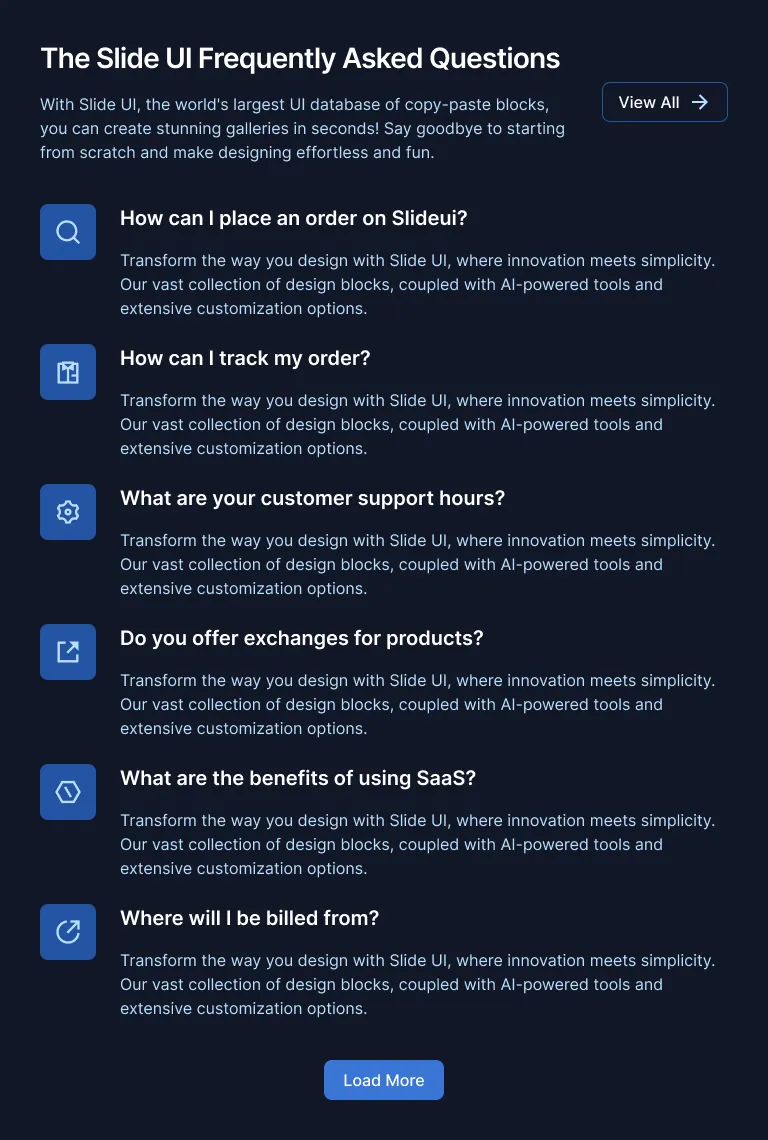 The Slide UI Frequently Asked Questions
With Slide UI, the world's largest UI database of copy-paste blocks,
you can create stunning galleries in seconds! Say goodbye to starting
from scratch and make designing effortless and fun.
View All
How can I place an order on Slideui?
Transform the way you design with Slide UI, where innovation meets simplicity.
Our vast collection of design blocks, coupled with AI-powered tools and
extensive customization options.
How can I track my order?
Transform the way you design with Slide UI, where innovation meets simplicity.
Our vast collection of design blocks, coupled with AI-powered tools and
extensive customization options.
What are your customer support hours?
Transform the way you design with Slide UI, where innovation meets simplicity.
Our vast collection of design blocks, coupled with AI-powered tools and
extensive customization options.
Do you offer exchanges for products?
Transform the way you design with Slide UI, where innovation meets simplicity.
Our vast collection of design blocks, coupled with AI-powered tools and
extensive customization options.
What are the benefits of using SaaS?
Transform the way you design with Slide UI, where innovation meets simplicity.
Our vast collection of design blocks, coupled with AI-powered tools and
extensive customization options.
Where will I be billed from?
Transform the way you design with Slide UI, where innovation meets simplicity.
Our vast collection of design blocks, coupled with AI-powered tools and
extensive customization options.
Load More